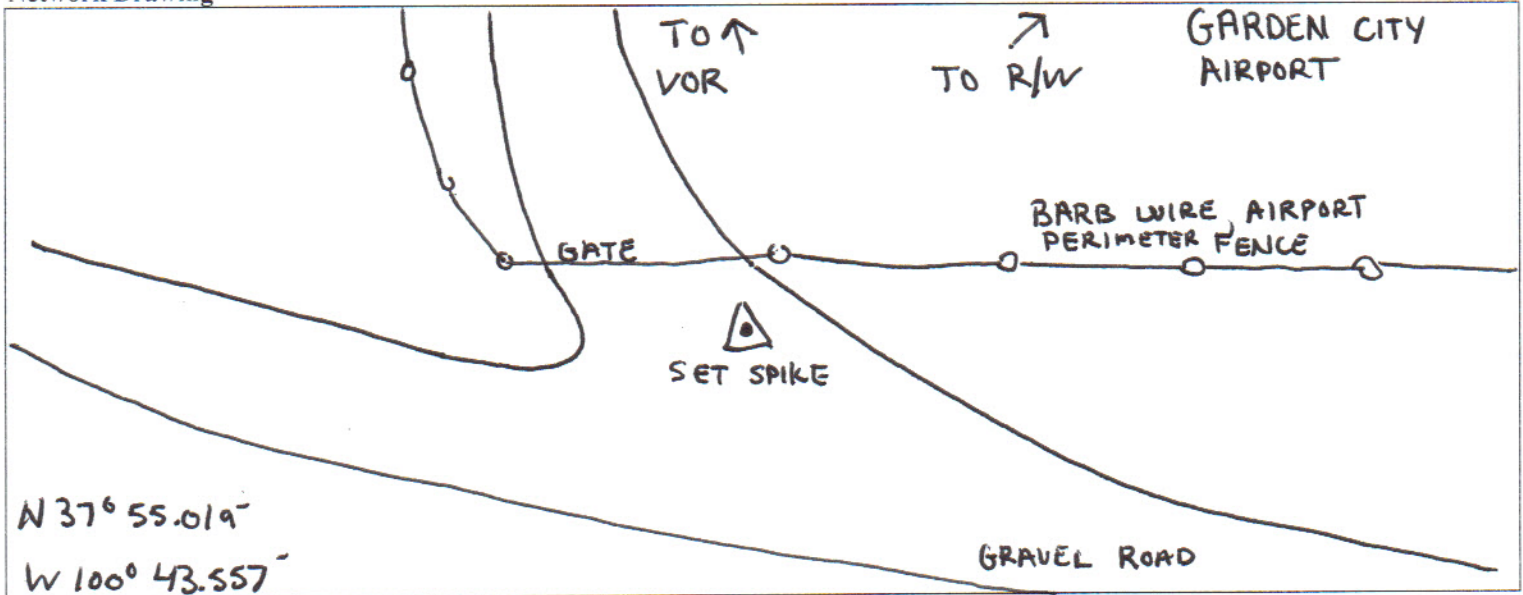 TO ↑
VOR
↗
TO R/W
GARDEN CITY
AIRPORT
GATE
BARB WIRE AIRPORT
PERIMETER FENCE
SET SPIKE
N 37° 55.019'
W 100° 43.557'
GRAVEL ROAD